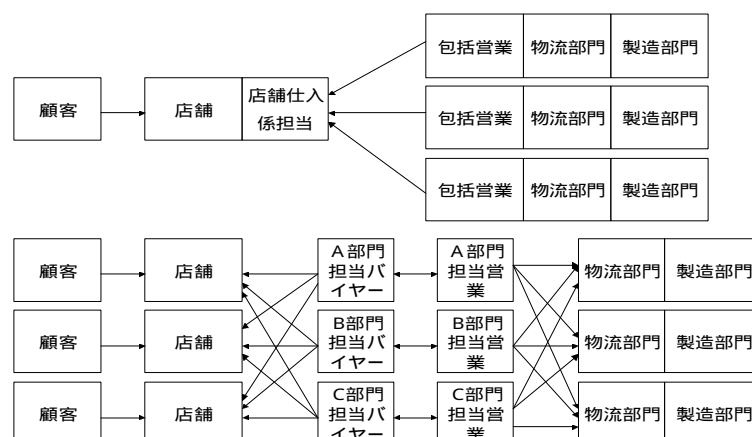 包括営業 物流部門 製造部門
顧客 店舗 店舗仕入
係担当
包括営業 物流部門 製造部門
包括営業 物流部門 製造部門
顧客 店舗 A部門
担当バ
イヤー A部門
担当営
業 物流部門 製造部門
顧客 店舗 B部門
担当バ
イヤー B部門
担当営
業 物流部門 製造部門
顧客 店舗 C部門
担当バ
イヤー C部門
担当営
業 物流部門 製造部門